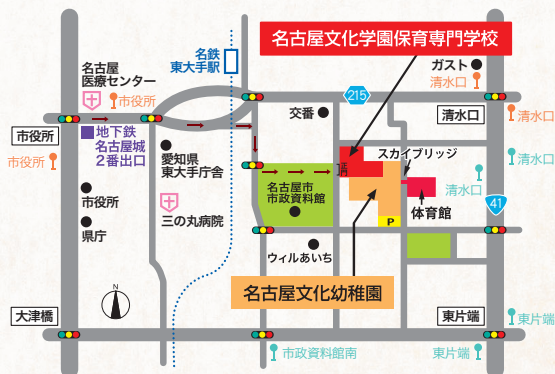 名古屋文化学園保育専門学校
名鉄
東大手駅
ガスト
清水口
名古屋
医療センター
市役所
215
交番
清水口
清水口
市役所
地下鉄
名古屋城
2番出口
市役所
愛知県
東大手庁舎
スカイブリッジ
清水口
清水口
市役所
県庁
三の丸病院
名古屋市
市政資料館
体育館
41
P
ウィルあいち
名古屋文化幼稚園
N
大津橋
東片端
東片端
市政資料館南
東片端